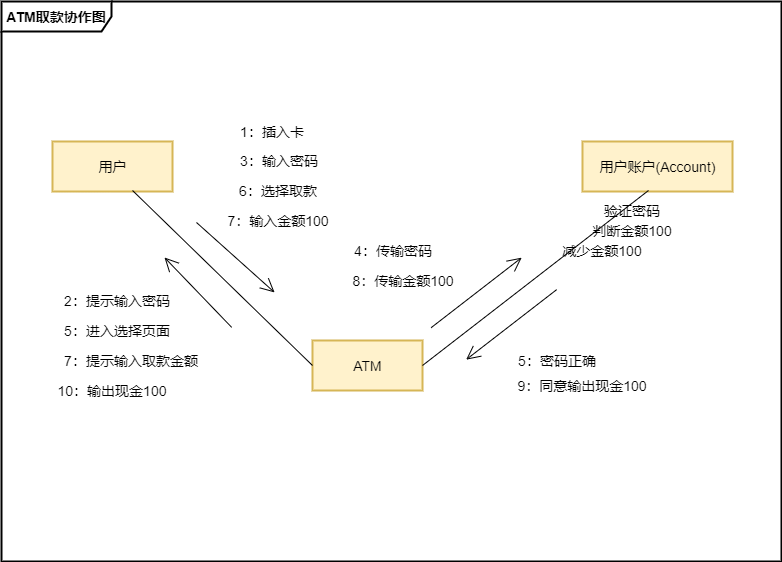 ATM取款协作图
1：插入卡
用户
3：输入密码
用户账户(Account)
6：选择取款
7：输入金额100
验证密码
判断金额100
减少金额100
4：传输密码
8：传输金额100
2：提示输入密码
5：进入选择页面
7：提示输入取款金额
10：输出现金100
ATM
5：密码正确
9：同意输出现金100